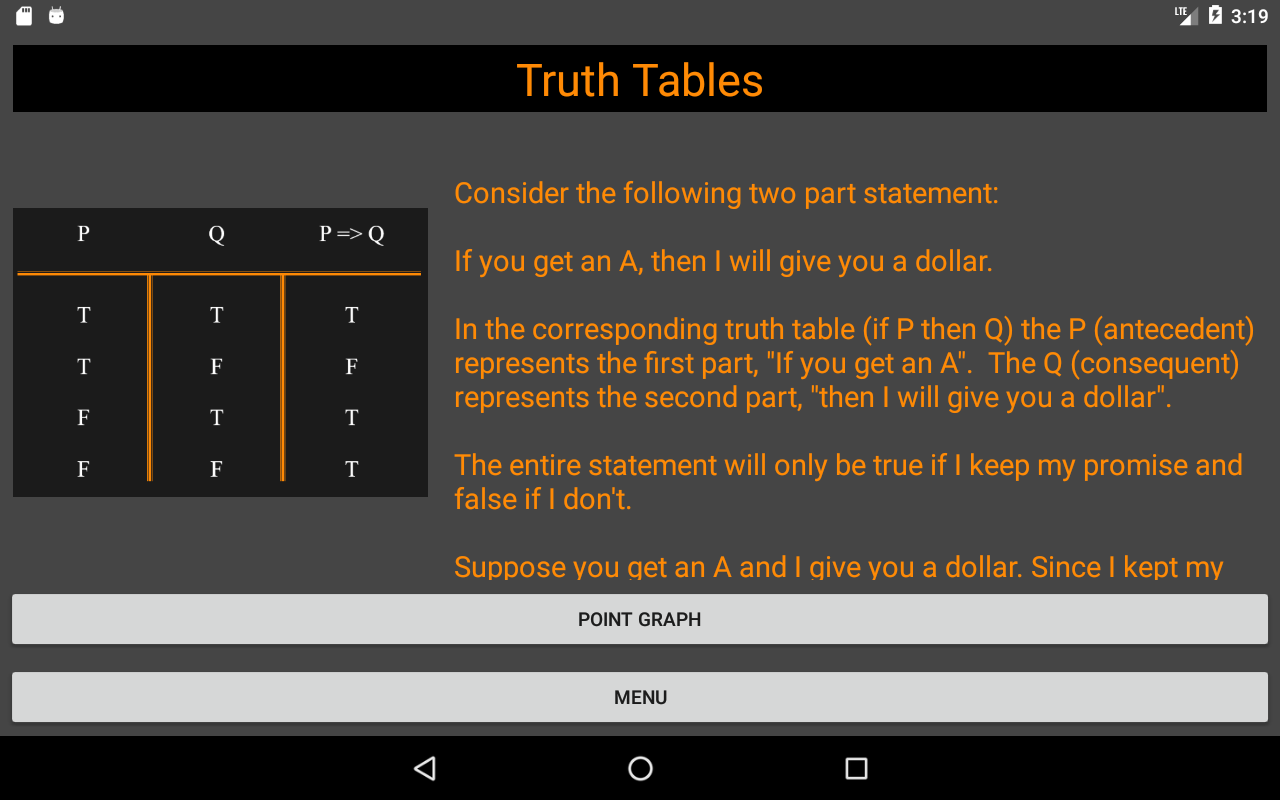 LTE 3:19
Truth Tables
P Q P => Q
T T T
T F F
F T T
F F T
Consider the following two part statement:
If you get an A, then I will give you a dollar.
In the corresponding truth table (if P then Q) the P (antecedent)
represents the first part, "If you get an A".  The Q (consequent)
represents the second part, "then I will give you a dollar".
The entire statement will only be true if I keep my promise and
false if I don't.
Suppose you get an A and I give you a dollar. Since I kept my
POINT GRAPH
MENU